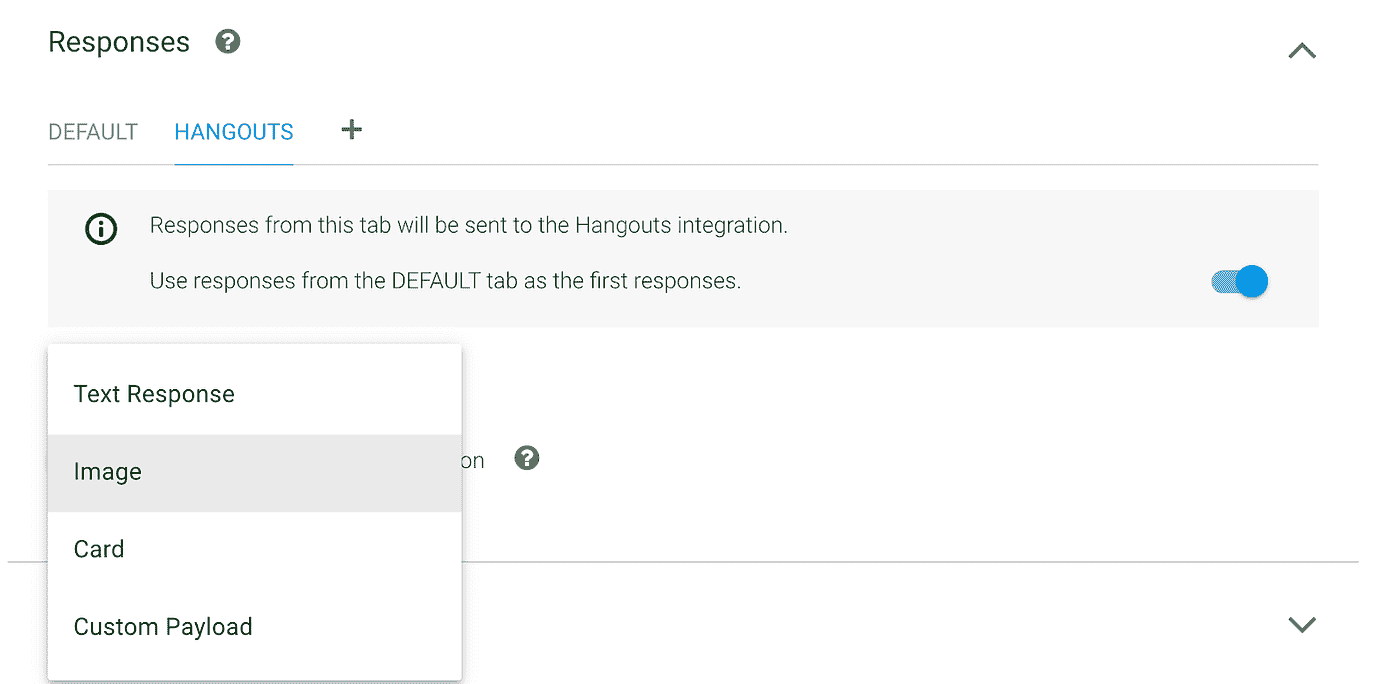 Responses ?
DEFAULT HANGOUTS +
Responses from this tab will be sent to the Hangouts integration.
Use responses from the DEFAULT tab as the first responses.
Text Response
Image
on ?
Card
Custom Payload